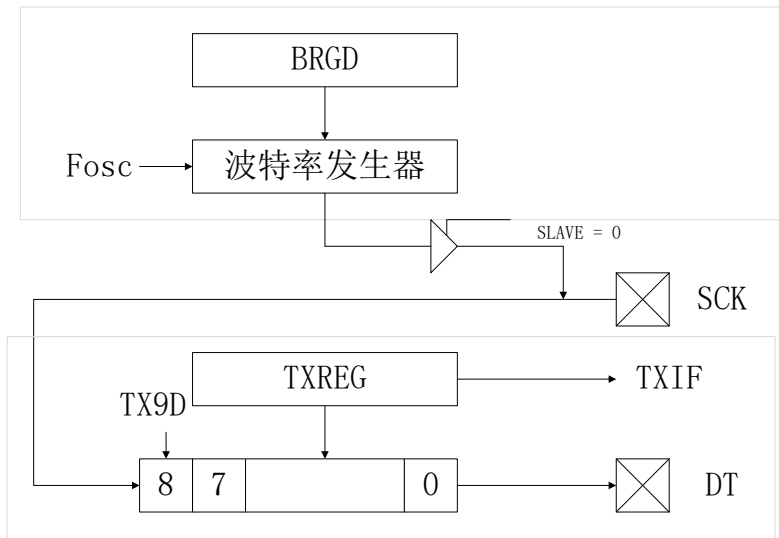 BRGD
Fosc
波特率发生器
SLAVE = 0
SCK
TXREG
TXIF
TX9D
8
7
0
DT